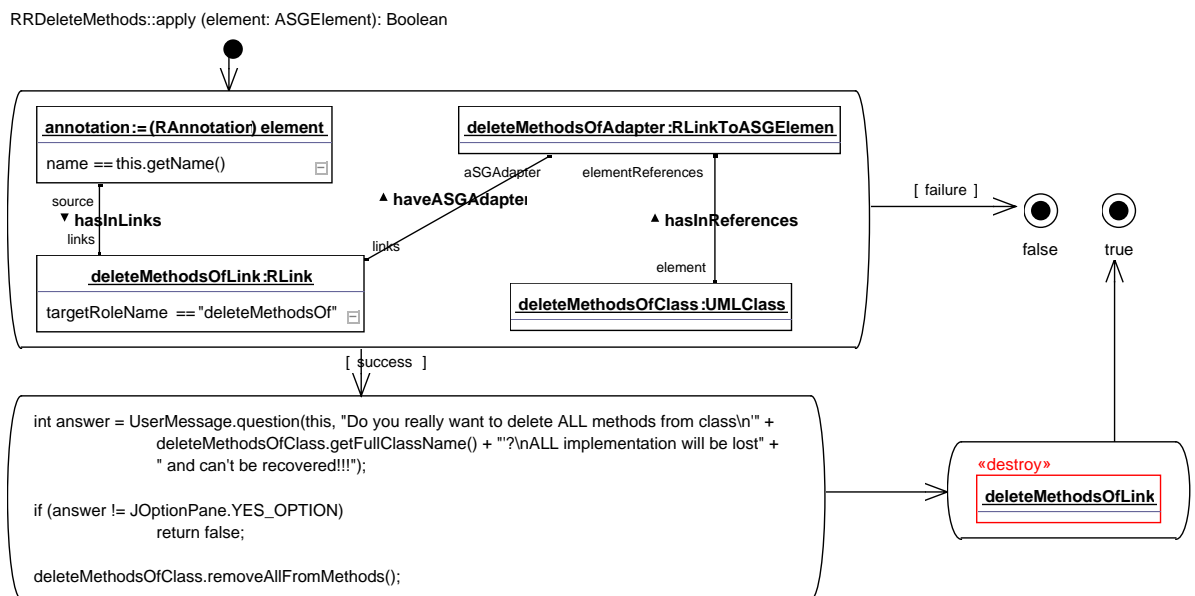 RRDeleteMethods::apply (element: ASGElement): Boolean
annotation:= (RAnnotation) element
name == this.getName()
deleteMethodsOfAdapter :RLinkToASGElemen
source
▼ hasInLinks
links
aSGAdapter
▲ haveASGAdapter
links
elementReferences
▲ hasInReferences
element
deleteMethodsOfLink :RLink
targetRoleName == "deleteMethodsOf"
deleteMethodsOfClass :UMLClass
[ failure ]
false
true
[ success ]
int answer = UserMessage.question(this, "Do you really want to delete ALL methods from class\n'" +
deleteMethodsOfClass.getFullClassName() + "'?\nALL implementation will be lost" +
" and can't be recovered!!!");
if (answer != JOptionPane.YES_OPTION)
return false;
deleteMethodsOfClass.removeAllFromMethods();
«destroy»
deleteMethodsOfLink